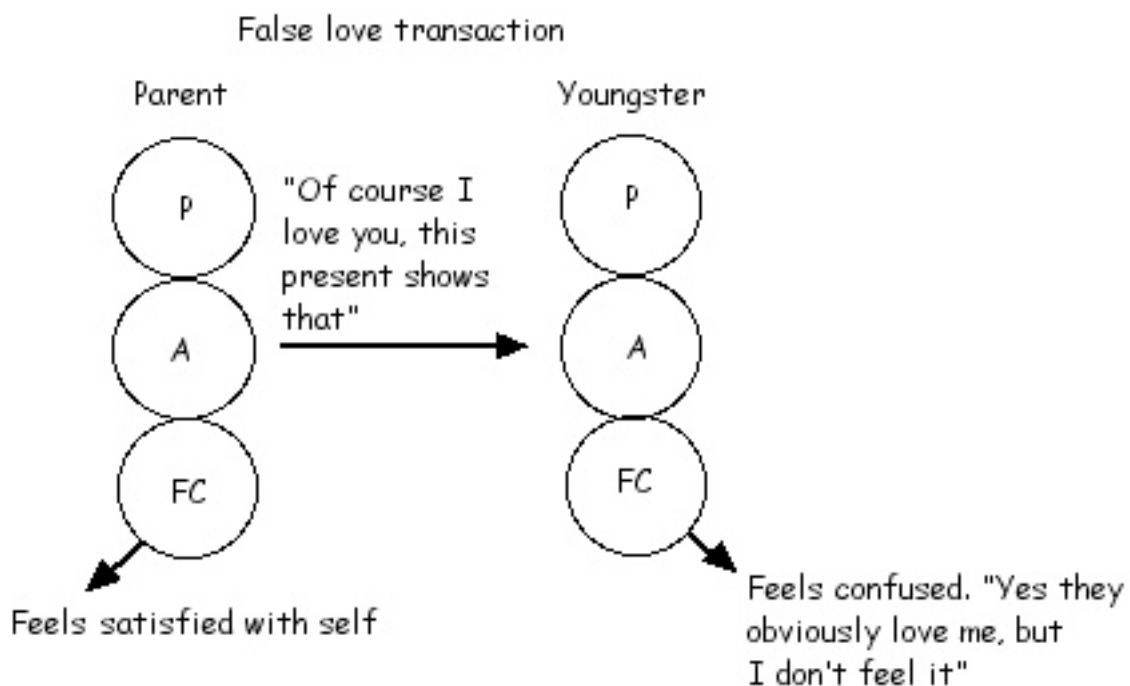 False love transaction
Parent
Youngster
P
"Of course I
love you, this
present shows
that"
P
A
A
FC
FC
Feels satisfied with self
Feels confused. "Yes they
obviously love me, but
I don't feel it"